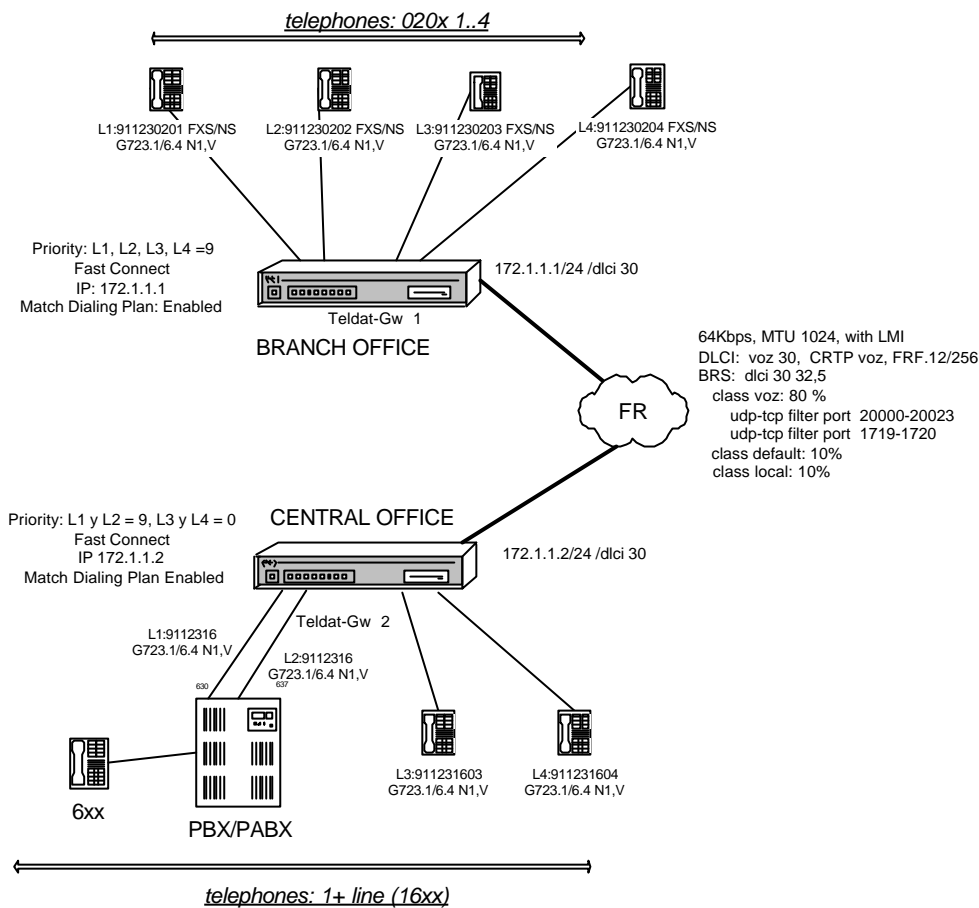 telephones: 020x 1..4
L1:911230201 FXS/NS
G723.1/6.4 N1,V
L2:911230202 FXS/NS
G723.1/6.4 N1,V
L3:911230203 FXS/NS
G723.1/6.4 N1,V
L4:911230204 FXS/NS
G723.1/6.4 N1,V
Priority: L1, L2, L3, L4 =9
Fast Connect
IP: 172.1.1.1
Match Dialing Plan: Enabled
172.1.1.1/24 /dlci 30
Teldat-Gw 1
BRANCH OFFICE
FR
64Kbps, MTU 1024, with LMI
DLCI: voz 30, CRTP voz, FRF.12/256
BRS: dlci 30 32,5
class voz: 80 %
udp-tcp filter port 20000-20023
udp-tcp filter port 1719-1720
class default: 10%
class local: 10%
Priority: L1 y L2 = 9, L3 y L4 = 0
Fast Connect
IP 172.1.1.2
Match Dialing Plan Enabled
CENTRAL OFFICE
172.1.1.2/24 /dlci 30
Teldat-Gw 2
L1:9112316
G723.1/6.4 N1,V
L2:9112316
G723.1/6.4 N1,V
630
637
6xx
PBX/PABX
L3:911231603
G723.1/6.4 N1,V
L4:911231604
G723.1/6.4 N1,V
telephones: 1+ line (16xx)